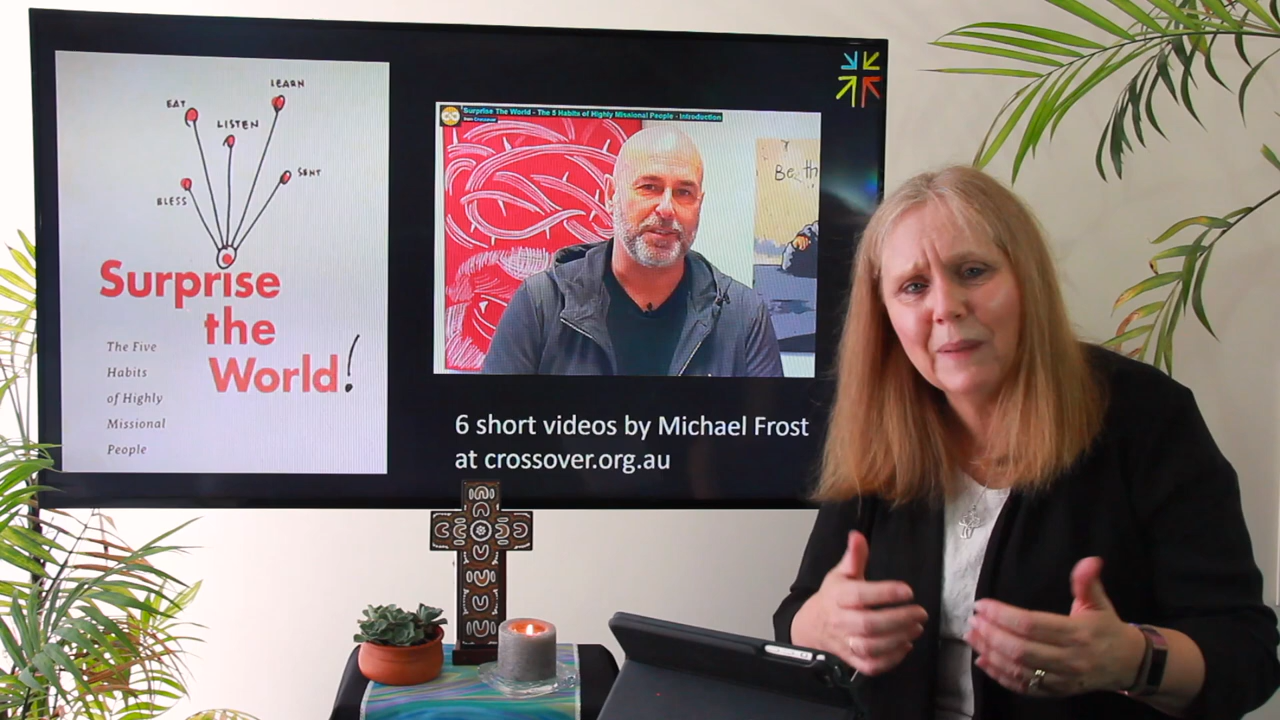 LEARN
EAT
LISTEN
SENT
BLESS
Surprise
the
World!
The Five
Habits
of Highly
Missional
People
Surprise The World - The 5 Habits of Highly Missional People - Introduction
from Crossover
Be th
6 short videos by Michael Frost
at crossover.org.au